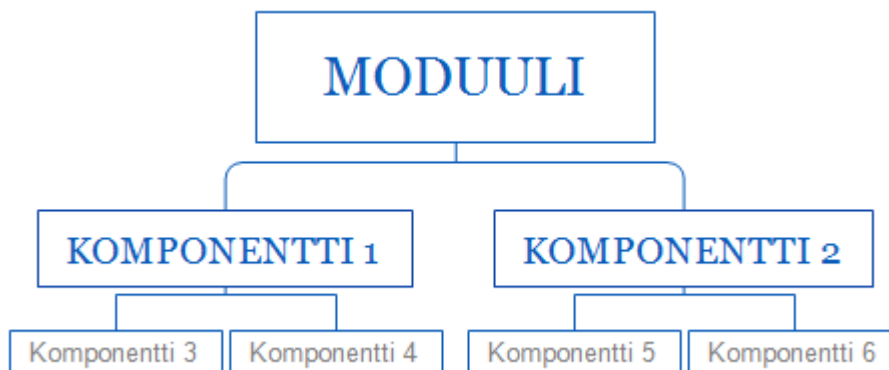 MODUULI
KOMPONENTTI 1
KOMPONENTTI 2
Komponentti 3
Komponentti 4
Komponentti 5
Komponentti 6